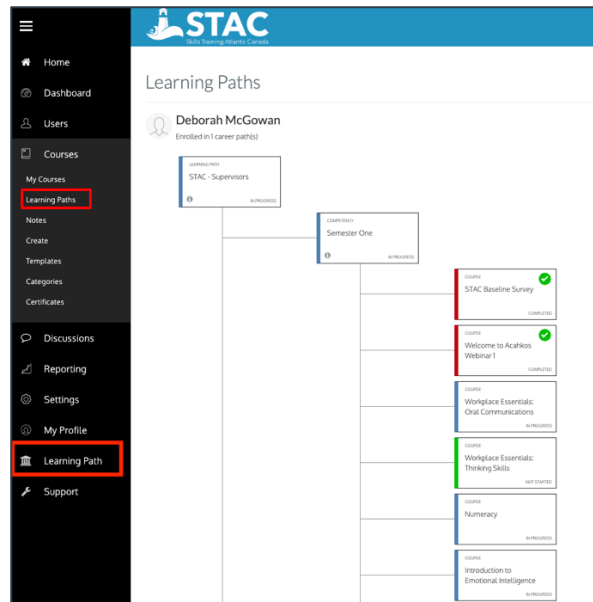 STAC
Skills Training Atlantic Canada
Home
Dashboard
Users
Courses
My Courses
Learning Paths
Notes
Create
Templates
Categories
Certificates
Discussions
Reporting
Settings
My Profile
Learning Path
Support
Learning Paths
Deborah McGowan
Enrolled in 1 career path(s)
LEARNING PATH
STAC - Supervisors
IN PROGRESS
COMPETENCY
Semester One
IN PROGRESS
COURSE
STAC Baseline Survey
COMPLETED
COURSE
Welcome to Acahkos
Webinar 1
COMPLETED
COURSE
Workplace Essentials:
Oral Communications
IN PROGRESS
COURSE
Workplace Essentials:
Thinking Skills
NOT STARTED
COURSE
Numeracy
IN PROGRESS
COURSE
Introduction to
Emotional Intelligence
IN PROGRESS